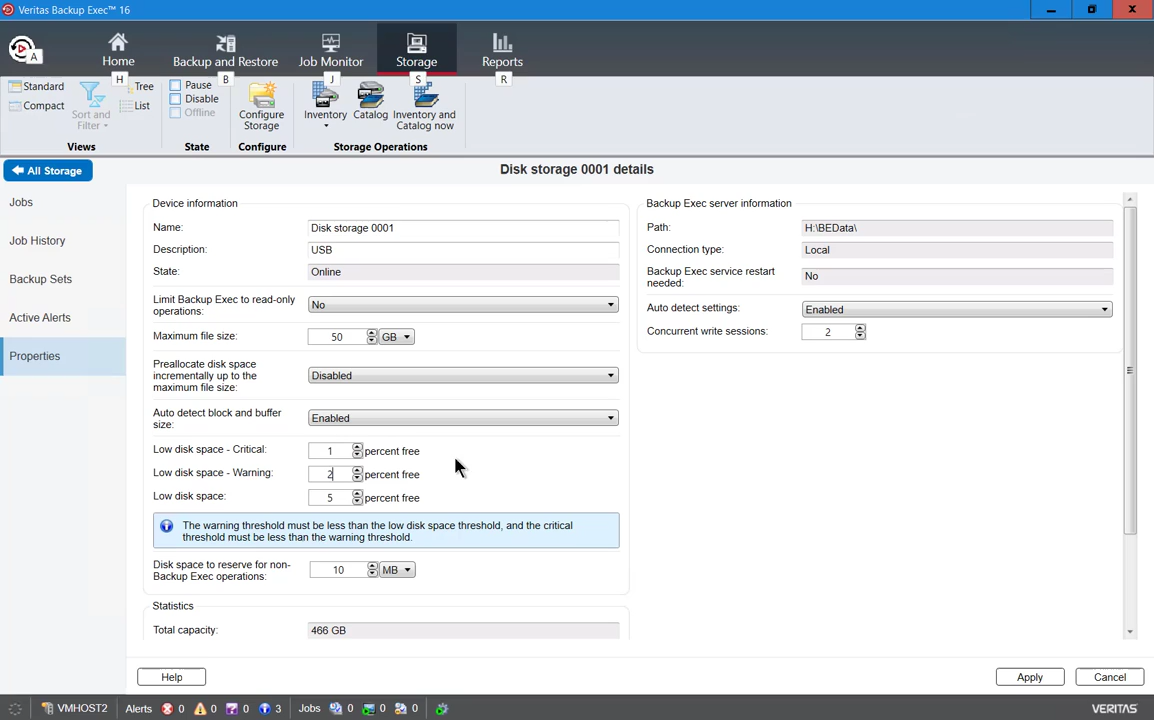 Veritas Backup Exec™ 16
A
Home
Backup and Restore
Job Monitor
Storage
Reports
H
B
J
S
R
Standard
Compact
Sort and
Filter
Tree
List
Views
Pause
Disable
Offline
State
Configure
Storage
Configure
Inventory
Catalog
Inventory and
Catalog now
Storage Operations
All Storage
Disk storage 0001 details
Jobs
Job History
Backup Sets
Active Alerts
Properties
Device information
Name:
Disk storage 0001
Description:
USB
State:
Online
Limit Backup Exec to read-only
operations:
No
Maximum file size:
50
GB
Preallocate disk space
incrementally up to the
maximum file size:
Disabled
Auto detect block and buffer
size:
Enabled
Low disk space - Critical:
1
percent free
Low disk space - Warning:
2
percent free
Low disk space:
5
percent free
The warning threshold must be less than the low disk space threshold, and the critical
threshold must be less than the warning threshold.
Disk space to reserve for non-
Backup Exec operations:
10
MB
Statistics
Total capacity:
466 GB
Backup Exec server information
Path:
H:\BEData\
Connection type:
Local
Backup Exec service restart
needed:
No
Auto detect settings:
Enabled
Concurrent write sessions:
2
Help
Apply
Cancel
VMHOST2
Alerts
0
0
0
3
Jobs
0
0
0
VERITAS